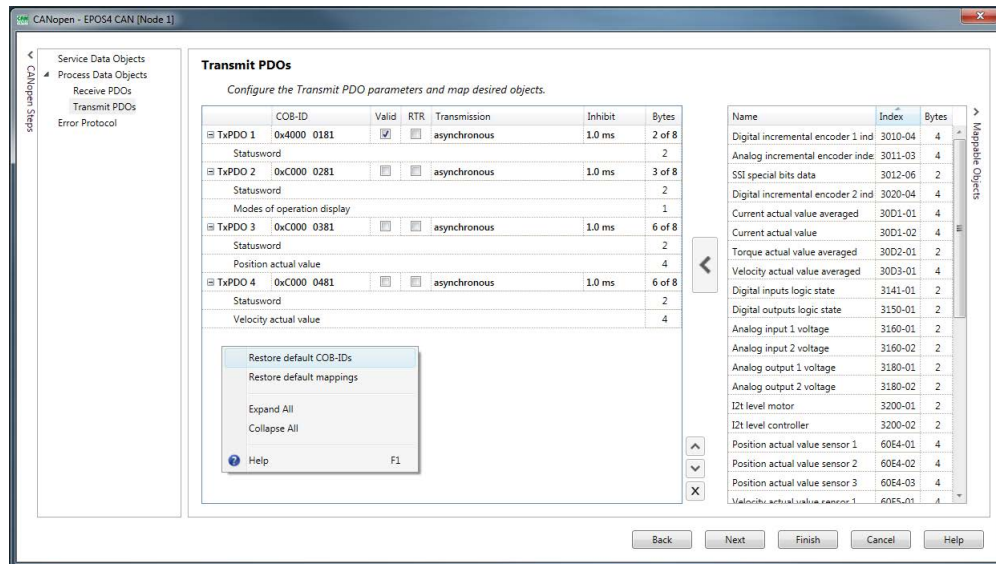 CANopen - EPOS4 CAN [Node 1]
CANopen Steps
Service Data Objects
Process Data Objects
Receive PDOs
Transmit PDOs
Error Protocol
Transmit PDOs
Configure the Transmit PDO parameters and map desired objects.
COB-ID Valid RTR Transmission Inhibit Bytes
TxPDO 1 0x4000 0181 asynchronous 1.0 ms 2 of 8
Statusword 2
TxPDO 2 0xC000 0281 asynchronous 1.0 ms 3 of 8
Statusword 2
Modes of operation display 1
TxPDO 3 0xC000 0381 asynchronous 1.0 ms 6 of 8
Statusword 2
Position actual value 4
TxPDO 4 0xC000 0481 asynchronous 1.0 ms 6 of 8
Statusword 2
Velocity actual value 4
Restore default COB-IDs
Restore default mappings
Expand All
Collapse All
Help F1
Name Index Bytes
Digital incremental encoder 1 ind 3010-04 4
Analog incremental encoder inde 3011-03 4
SSI special bits data 3012-06 2
Digital incremental encoder 2 ind 3020-04 4
Current actual value averaged 30D1-01 4
Current actual value 30D1-02 4
Torque actual value averaged 30D2-01 2
Velocity actual value averaged 30D3-01 4
Digital inputs logic state 3141-01 2
Digital outputs logic state 3150-01 2
Analog input 1 voltage 3160-01 2
Analog input 2 voltage 3160-02 2
Analog output 1 voltage 3180-01 2
Analog output 2 voltage 3180-02 2
I2t level motor 3200-01 2
I2t level controller 3200-02 2
Position actual value sensor 1 60E4-01 4
Position actual value sensor 2 60E4-02 4
Position actual value sensor 3 60E4-03 4
Velocity actual value sensor 1 60E5-01 4
Mappable Objects
Back Next Finish Cancel Help